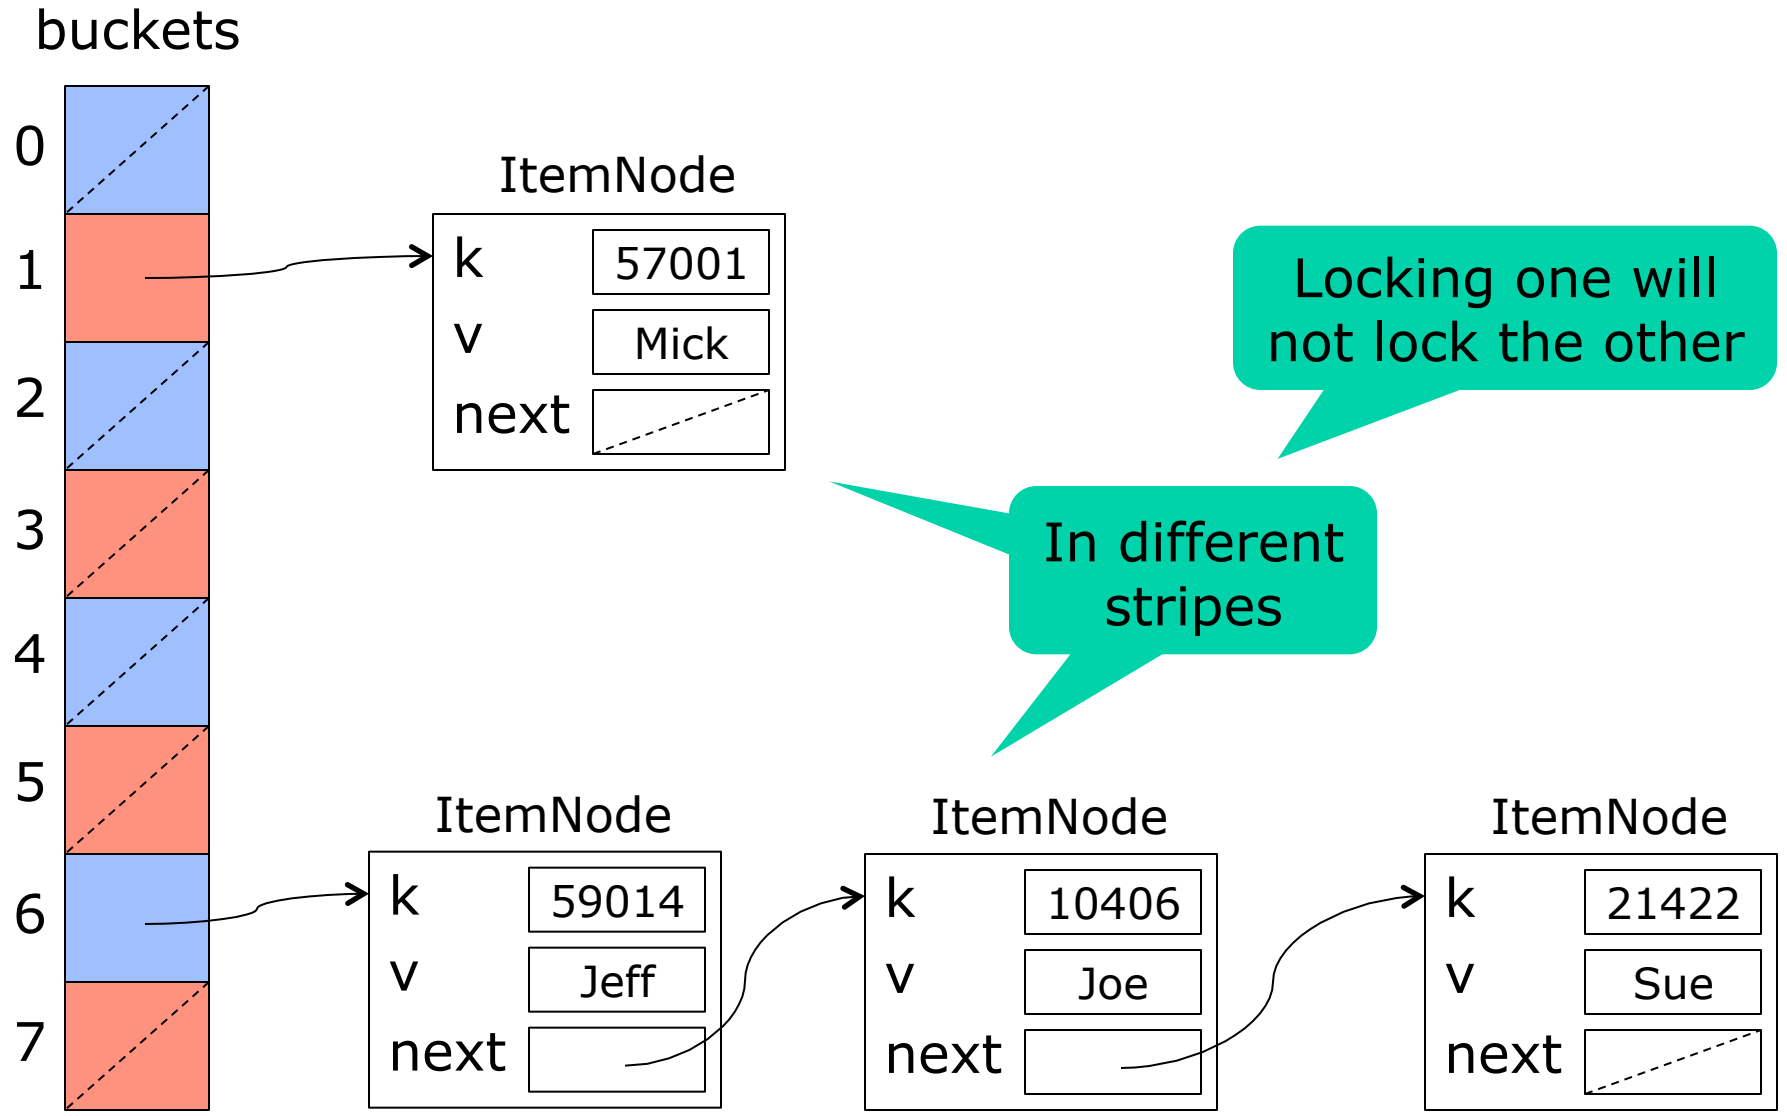 buckets
0
1
2
3
4
5
6
7
ItemNode
k 57001
v Mick
next
Locking one will
not lock the other
In different
stripes
ItemNode
k 59014
v Jeff
next
ItemNode
k 10406
v Joe
next
ItemNode
k 21422
v Sue
next